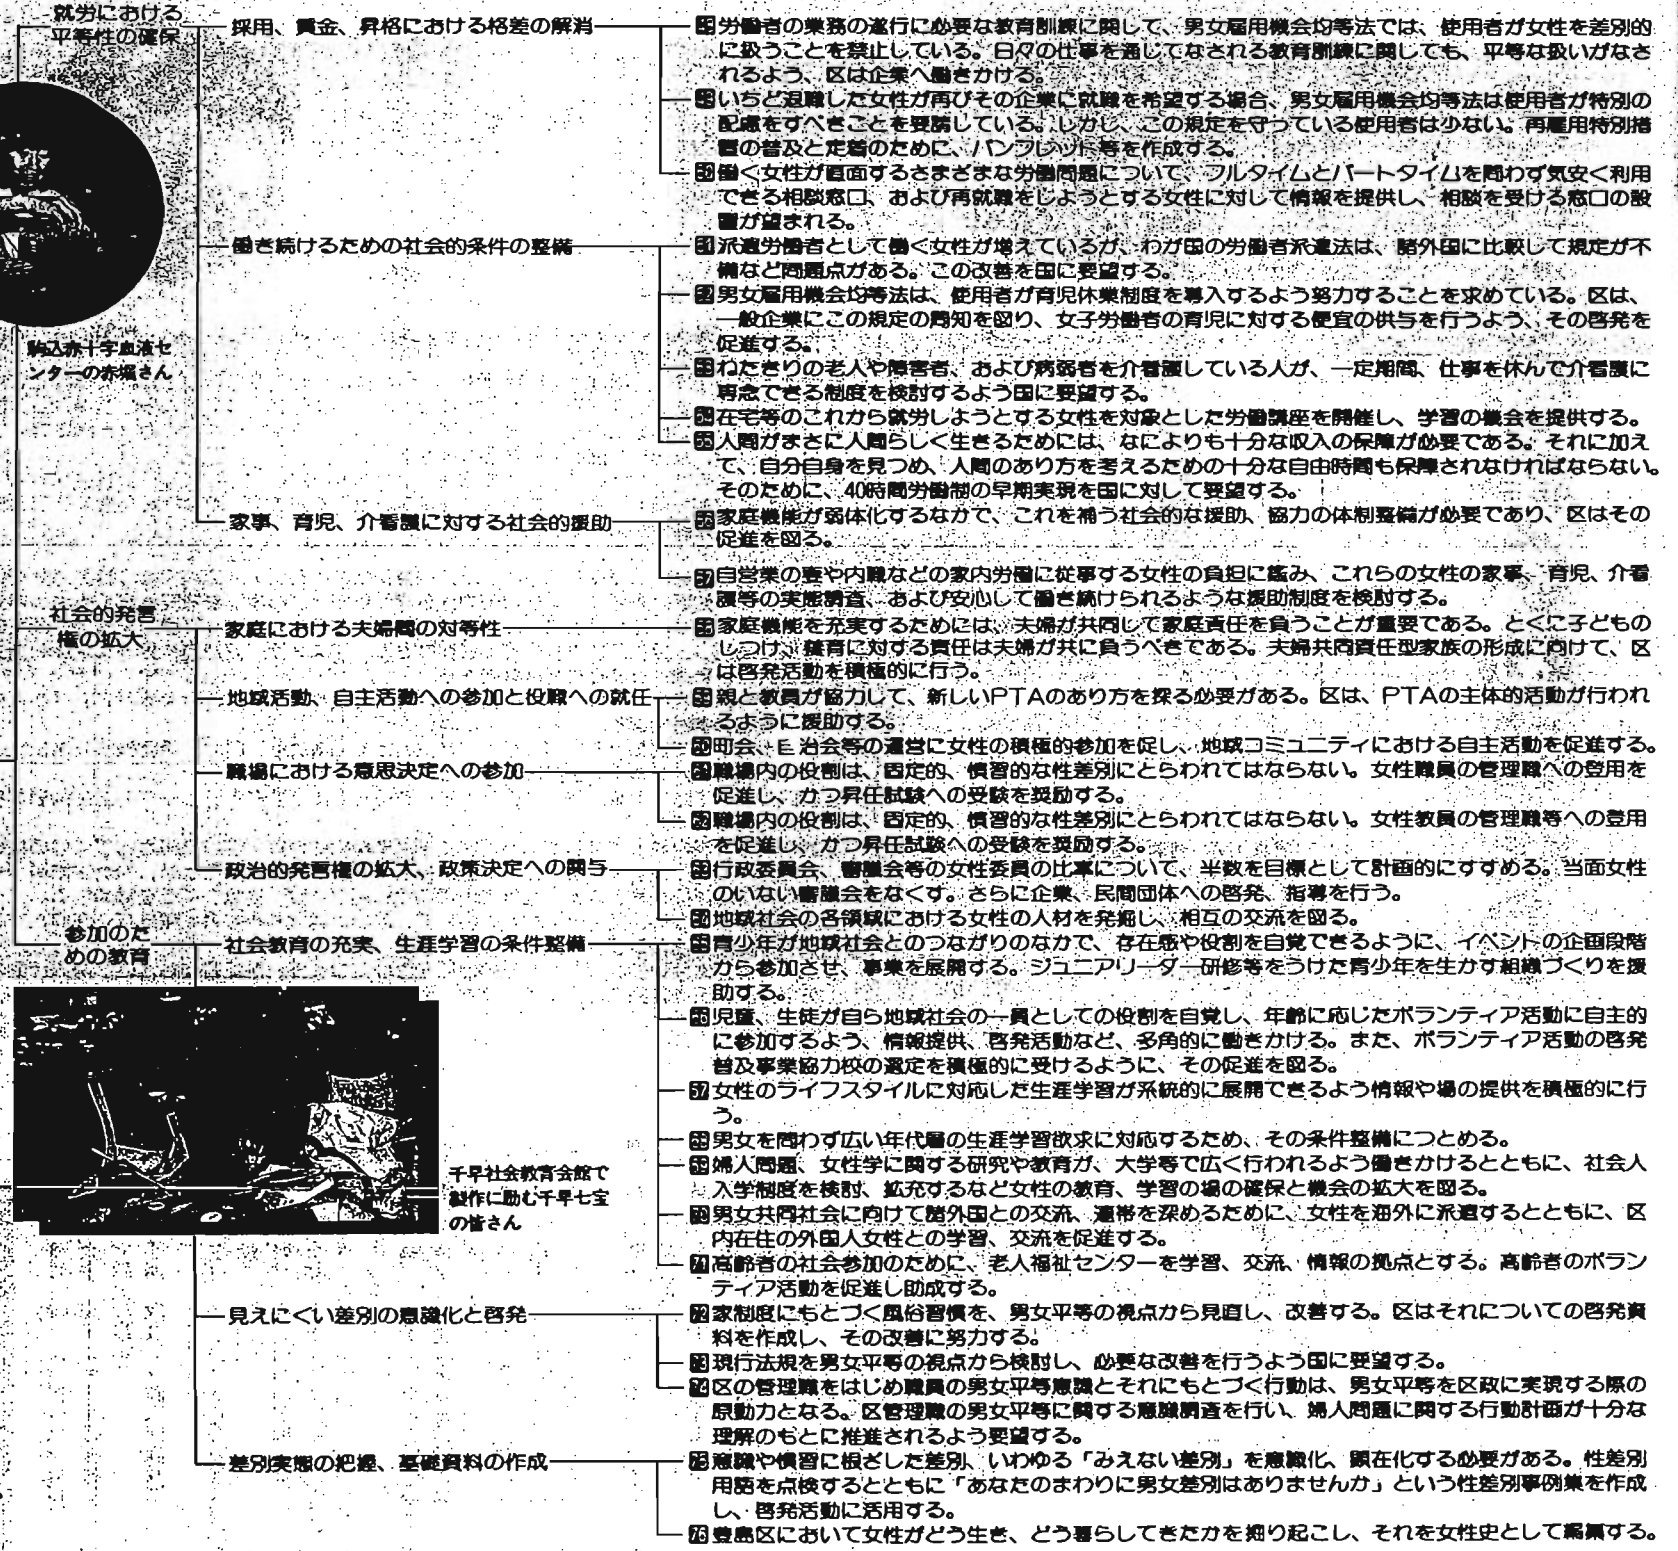 就労における
平等性の確保
採用、賃金、昇格における格差の解消
労働者の業務の遂行に必要な教育訓練に関して、男女雇用機会均等法では、使用者が女性を差別的
に扱うことを禁止している。日々の仕事を通じてなされる教育訓練に関しても、平等な扱いがなさ
れるよう、区は企業へ働きかける。
いちど退職した女性が再びその企業に就職を希望する場合、男女雇用機会均等法は使用者が特別の
配慮をすべきことを要請している。しかし、この規定を守っている使用者は少ない。再雇用特別措
置の普及と定着のために、パンフレット等を作成する。
働く女性が直面するさまざまな労働問題について、フルタイムとパートタイムを問わず気安く利用
できる相談窓口、および再就職をしようとする女性に対して情報を提供し、相談を受ける窓口の設
置が望まれる。
働き続けるための社会的条件の整備
派遣労働者として働く女性が増えているが、わが国の労働者派遣法は、諸外国に比較して規定が不
備など問題点がある。この改善を国に要望する。
男女雇用機会均等法は、使用者が育児休業制度を導入するよう努力することを求めている。区は、
一般企業にこの規定の周知を図り、女子労働者の育児に対する便宜の供与を行うよう、その啓発を
促進する。
駒込赤十字血液セ
ンターの赤堀さん
ねたきりの老人や障害者、および病弱者を介看護している人が、一定期間、仕事を休んで介看護に
専念できる制度を検討するよう国に要望する。
在宅等のこれから就労しようとする女性を対象とした労働講座を開催し、学習の機会を提供する。
人間がまさに人間らしく生きるためには、なによりも十分な収入の保障が必要である。それに加え
て、自分自身を見つめ、人間のあり方を考えるための十分な自由時間も保障されなければならない。
そのために、40時間労働制の早期実現を国に対して要望する。
家事、育児、介看護に対する社会的援助
家庭機能が弱体化するなかで、これを補う社会的な援助、協力の体制整備が必要であり、区はその
促進を図る。
自営業の妻や内職などの家内労働に従事する女性の負担に鑑み、これらの女性の家事、育児、介看
護等の実態調査、および安心して働き続けられるような援助制度を検討する。
社会的発言
権の拡大
家庭における夫婦間の対等性
家庭機能を充実するためには、夫婦が共同して家庭責任を負うことが重要である。とくに子どもの
しつけ、養育に対する責任は夫婦が共に負うべきである。夫婦共同責任型家族の形成に向けて、区
は啓発活動を積極的に行う。
地域活動、自主活動への参加と役職への就任
親と教員が協力して、新しいPTAのあり方を探る必要がある。区は、PTAの主体的活動が行われ
るように援助する。
町会、自治会等の運営に女性の積極的参加を促し、地域コミュニティにおける自主活動を促進する。
職場における意思決定への参加
職場内の役割は、固定的、慣習的な性差別にとらわれてはならない。女性職員の管理職への登用を
促進し、かつ昇任試験への受験を奨励する。
職場内の役割は、固定的、慣習的な性差別にとらわれてはならない。女性教員の管理職等への登用
を促進し、かつ昇任試験への受験を奨励する。
政治的発言権の拡大、政策決定への関与
行政委員会、審議会等の女性委員の比率について、半数を目標として計画的にすすめる。当面女性
のいない審議会をなくす。さらに企業、民間団体への啓発、指導を行う。
地域社会の各領域における女性の人材を発掘し、相互の交流を図る。
参加のた
めの教育
社会教育の充実、生涯学習の条件整備
青少年が地域社会とのつながりのなかで、存在感や役割を自覚できるように、イベントの企画段階
から参加させ、事業を展開する。ジュニアリーダー研修等をうけた青少年を生かす組織づくりを援
助する。
児童、生徒が自ら地域社会の一員としての役割を自覚し、年齢に応じたボランティア活動に自主的
に参加するよう、情報提供、啓発活動など、多角的に働きかける。また、ボランティア活動の啓発
普及事業協力校の選定を積極的に受けるように、その促進を図る。
女性のライフスタイルに対応した生涯学習が系統的に展開できるよう情報や場の提供を積極的に行
う。
男女を問わず広い年代層の生涯学習欲求に対応するため、その条件整備につとめる。
婦人問題、女性学に関する研究や教育が、大学等で広く行われるよう働きかけるとともに、社会人
入学制度を検討、拡充するなど女性の教育、学習の場の確保と機会の拡大を図る。
千早社会教育会館で
製作に励む千早七宝
の皆さん
男女共同社会に向けて諸外国との交流、連帯を深めるために、女性を海外に派遣するとともに、区
内在住の外国人女性との学習、交流を促進する。
高齢者の社会参加のために、老人福祉センターを学習、交流、情報の拠点とする。高齢者のボラン
ティア活動を促進し助成する。
見えにくい差別の意識化と啓発
家制度にもとづく風俗習慣を、男女平等の視点から見直し、改善する。区はそれについての啓発資
料を作成し、その改善に努力する。
現行法規を男女平等の視点から検討し、必要な改善を行うよう国に要望する。
区の管理職をはじめ職員の男女平等意識とそれにもとづく行動は、男女平等を区政に実現する際の
原動力となる。区管理職の男女平等に関する意識調査を行い、婦人問題に関する行動計画が十分な
理解のもとに推進されるよう要望する。
差別実態の把握、基礎資料の作成
意識や慣習に根ざした差別、いわゆる「みえない差別」を意識化、顕在化する必要がある。性差別
用語を点検するとともに「あなたのまわりに男女差別はありませんか」という性差別事例集を作成
し、啓発活動に活用する。
豊島区において女性がどう生き、どう暮らしてきたかを掘り起こし、それを女性史として編纂する。